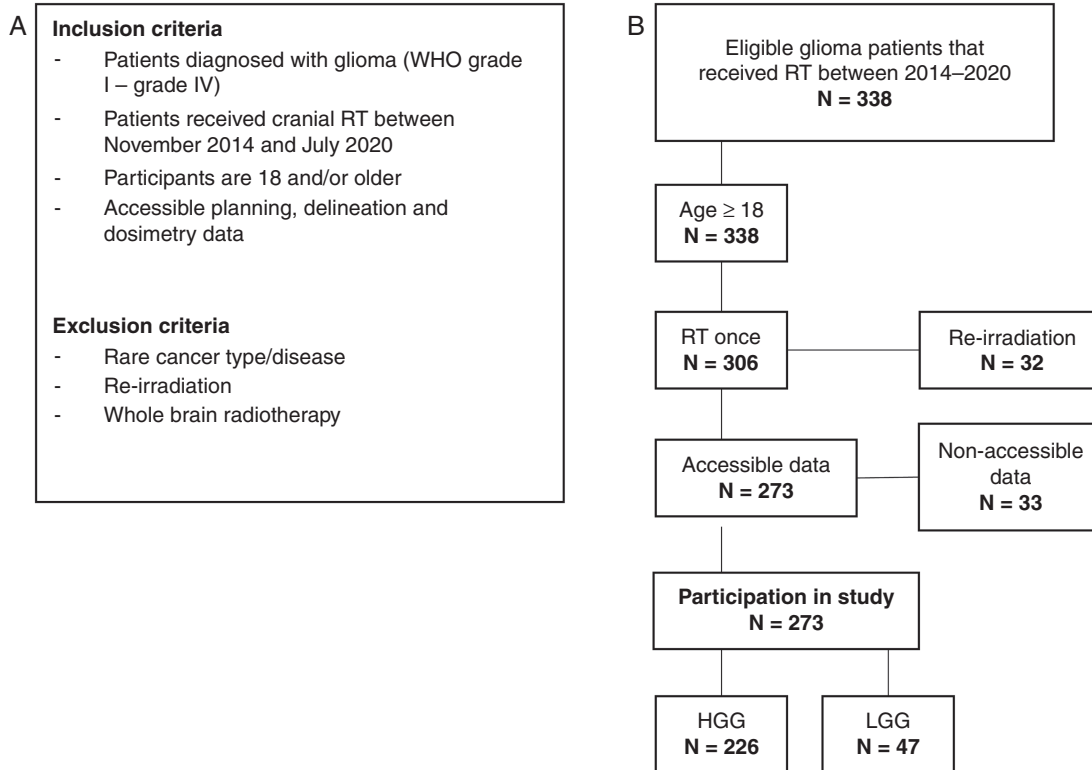 A
Inclusion criteria
- Patients diagnosed with glioma (WHO grade
I – grade IV)
- Patients received cranial RT between
November 2014 and July 2020
- Participants are 18 and/or older
- Accessible planning, delineation and
dosimetry data
Exclusion criteria
- Rare cancer type/disease
- Re-irradiation
- Whole brain radiotherapy
B
Eligible glioma patients that
received RT between 2014–2020
N = 338
Age ≥ 18
N = 338
RT once
N = 306
Re-irradiation
N = 32
Accessible data
N = 273
Non-accessible
data
N = 33
Participation in study
N = 273
HGG
N = 226
LGG
N = 47